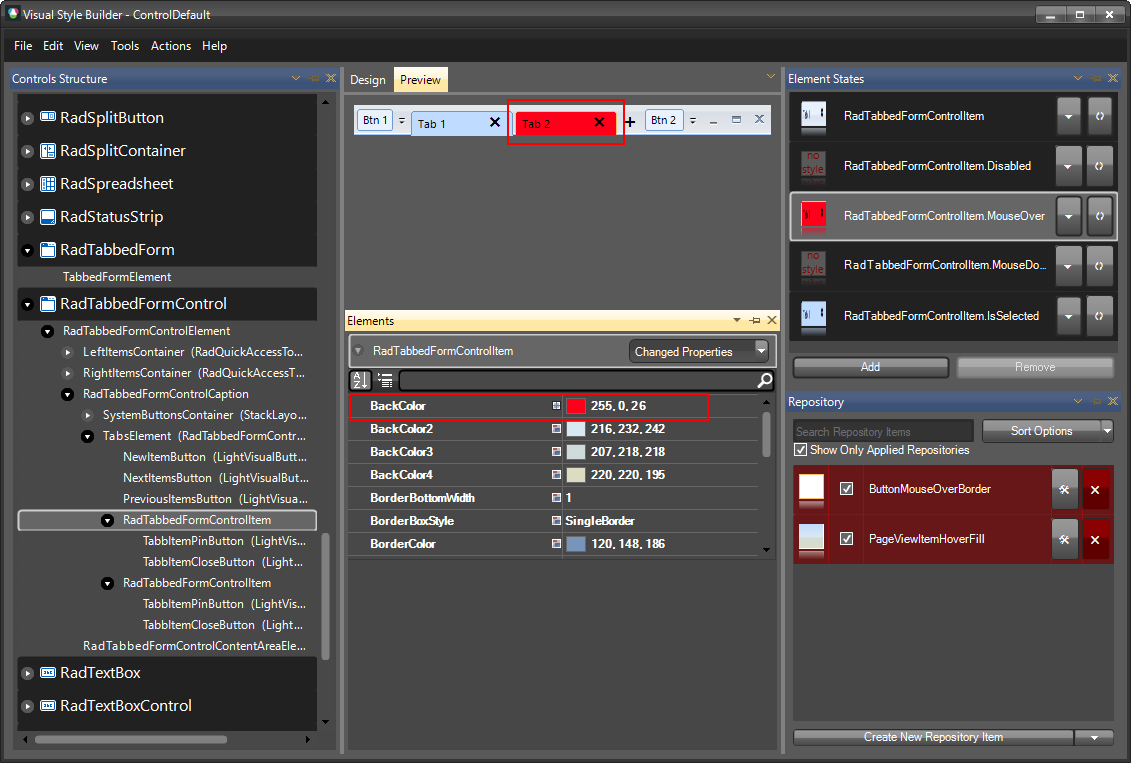 Visual Style Builder - ControlDefault
File Edit View Tools Actions Help
Controls Structure
RadSplitButton
RadSplitContainer
RadSpreadsheet
RadStatusStrip
RadTabbedForm
TabbedFormElement
RadTabbedFormControl
RadTabbedFormControlElement
LeftItemsContainer (RadQuickAccessTo...
RightItemsContainer (RadQuickAccessT...
RadTabbedFormControlCaption
SystemButtonsContainer (StackLayo...
TabsElement (RadTabbedFormContr...
NewItemButton (LightVisualButt...
NextItemsButton (LightVisualBut...
PreviousItemsButton (LightVisua...
RadTabbedFormControlItem
TabbItemPinButton (LightVis...
TabbItemCloseButton (Light...
RadTabbedFormControlItem
TabbItemPinButton (LightVis...
TabbItemCloseButton (Light...
RadTabbedFormControlContentAreaEle...
RadTextBox
RadTextBoxControl
Design Preview
Btn 1 Tab 1 Tab 2 Btn 2
Elements
RadTabbedFormControlItem Changed Properties
A
Z
BackColor 255, 0, 26
BackColor2 216, 232, 242
BackColor3 207, 218, 218
BackColor4 220, 220, 195
BorderBottomWidth 1
BorderBoxStyle SingleBorder
BorderColor 120, 148, 186
Element States
RadTabbedFormControlItem
no
style
RadTabbedFormControlItem.Disabled
RadTabbedFormControlItem.MouseOver
no
style
RadTabbedFormControlItem.MouseDo...
RadTabbedFormControlItem.IsSelected
Add Remove
Repository
Search Repository Items Sort Options
Show Only Applied Repositories
ButtonMouseOverBorder
PageViewItemHoverFill
Create New Repository Item